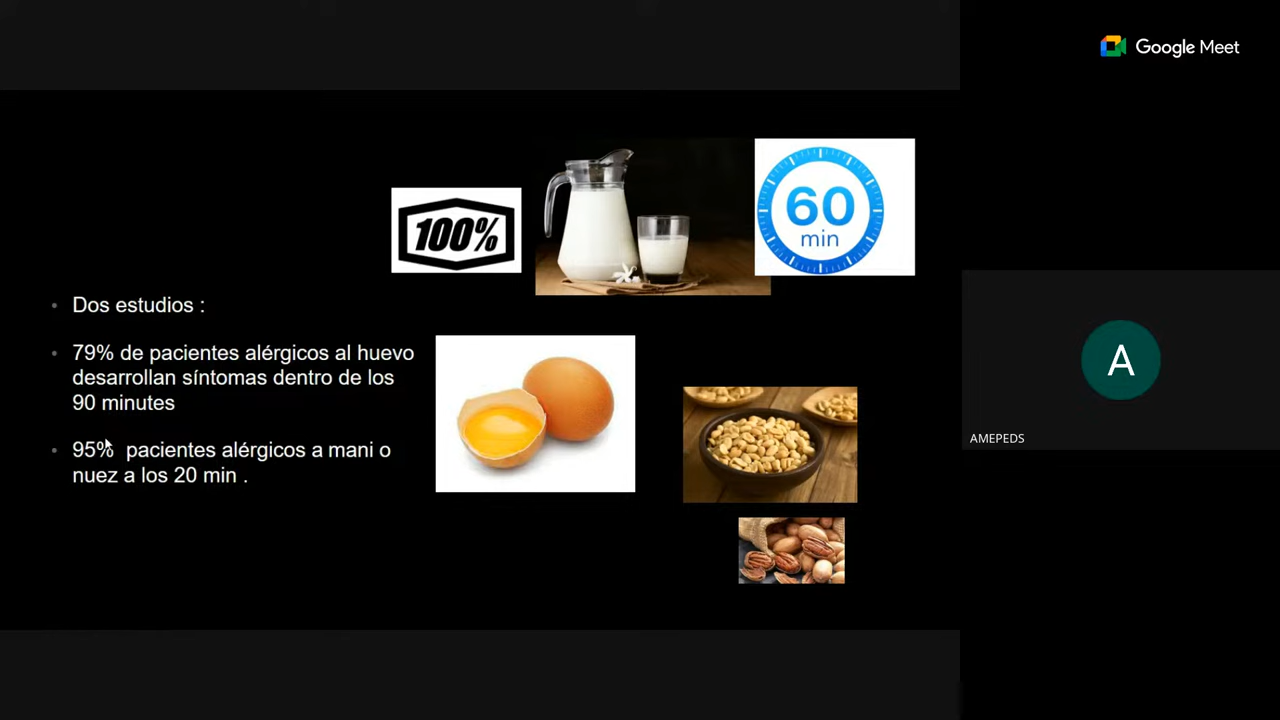 Google Meet
100%
60
min
Dos estudios :
79% de pacientes alérgicos al huevo
desarrollan síntomas dentro de los
90 minutes
95% pacientes alérgicos a mani o
nuez a los 20 min .
A
AMEPEDS